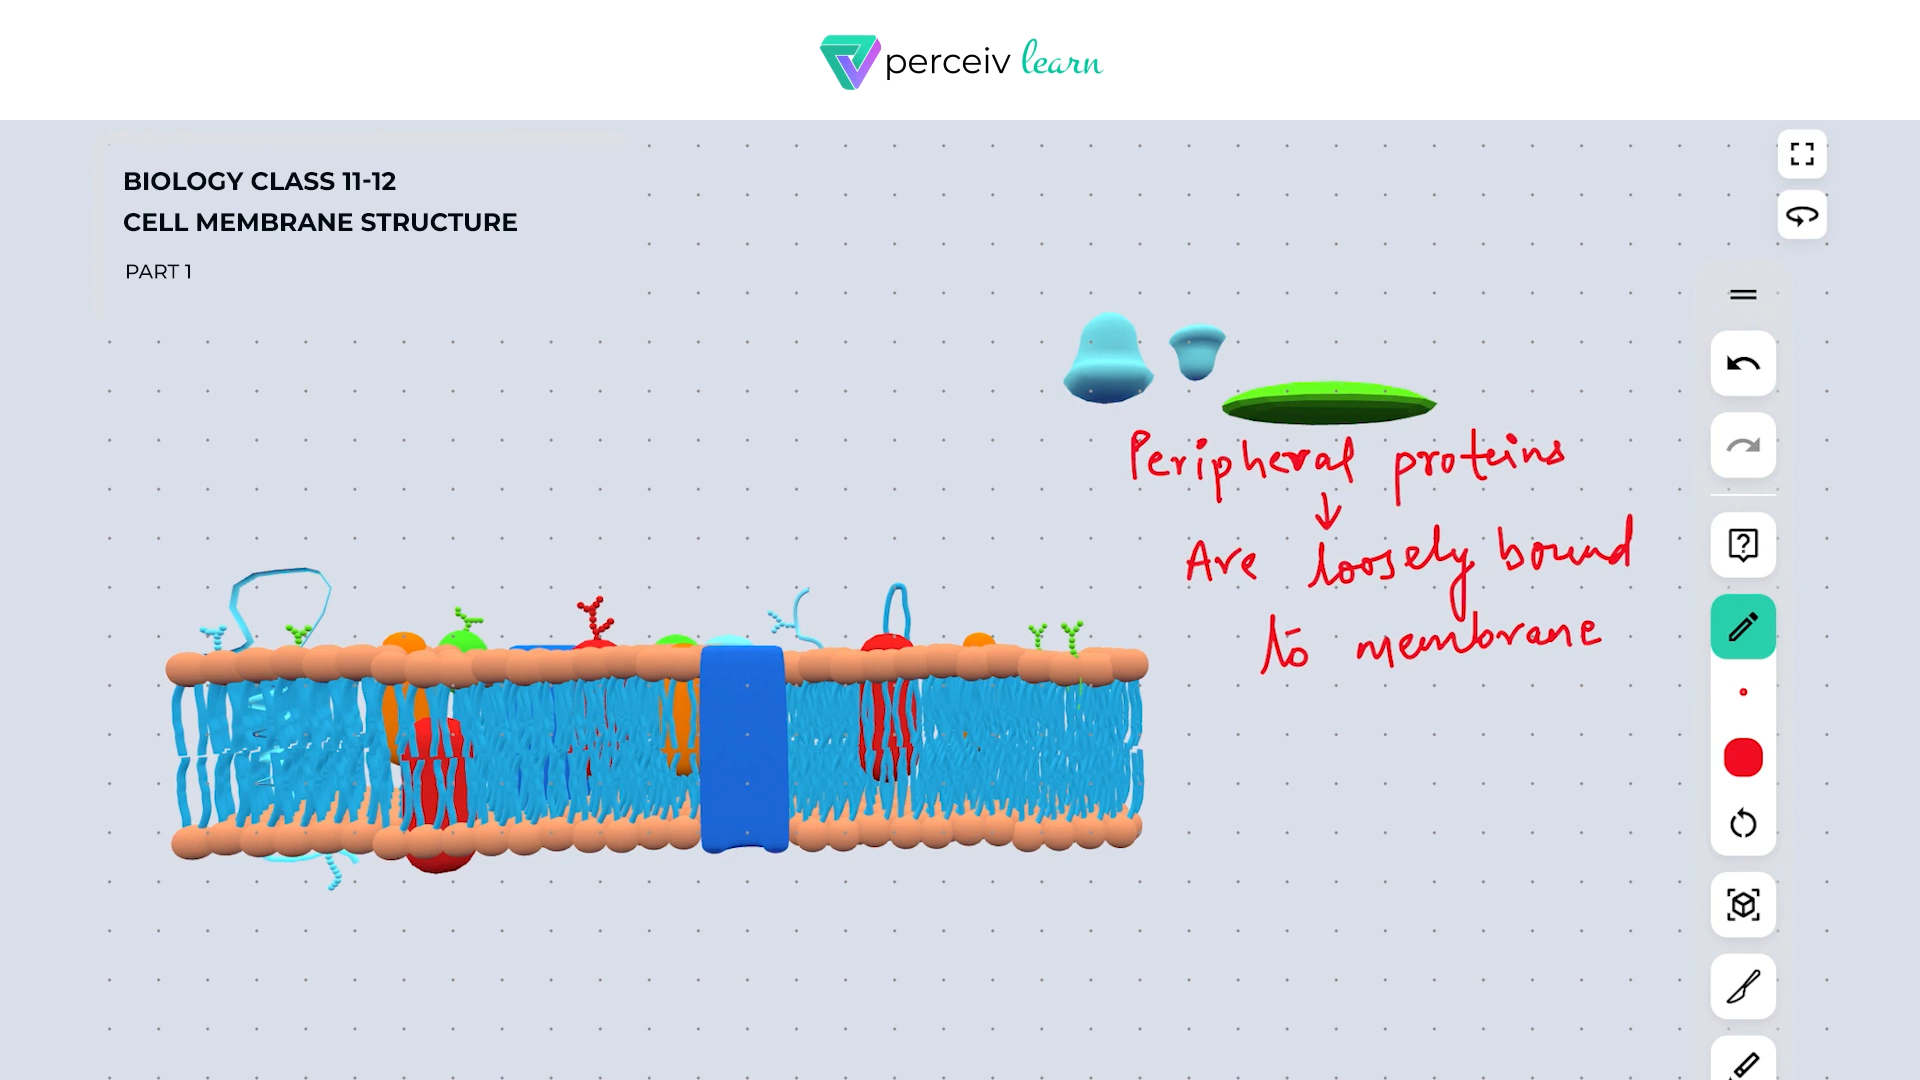 perceiv learn
BIOLOGY CLASS 11-12
CELL MEMBRANE STRUCTURE
PART 1
Peripheral proteins
Are loosely bound
to membrane